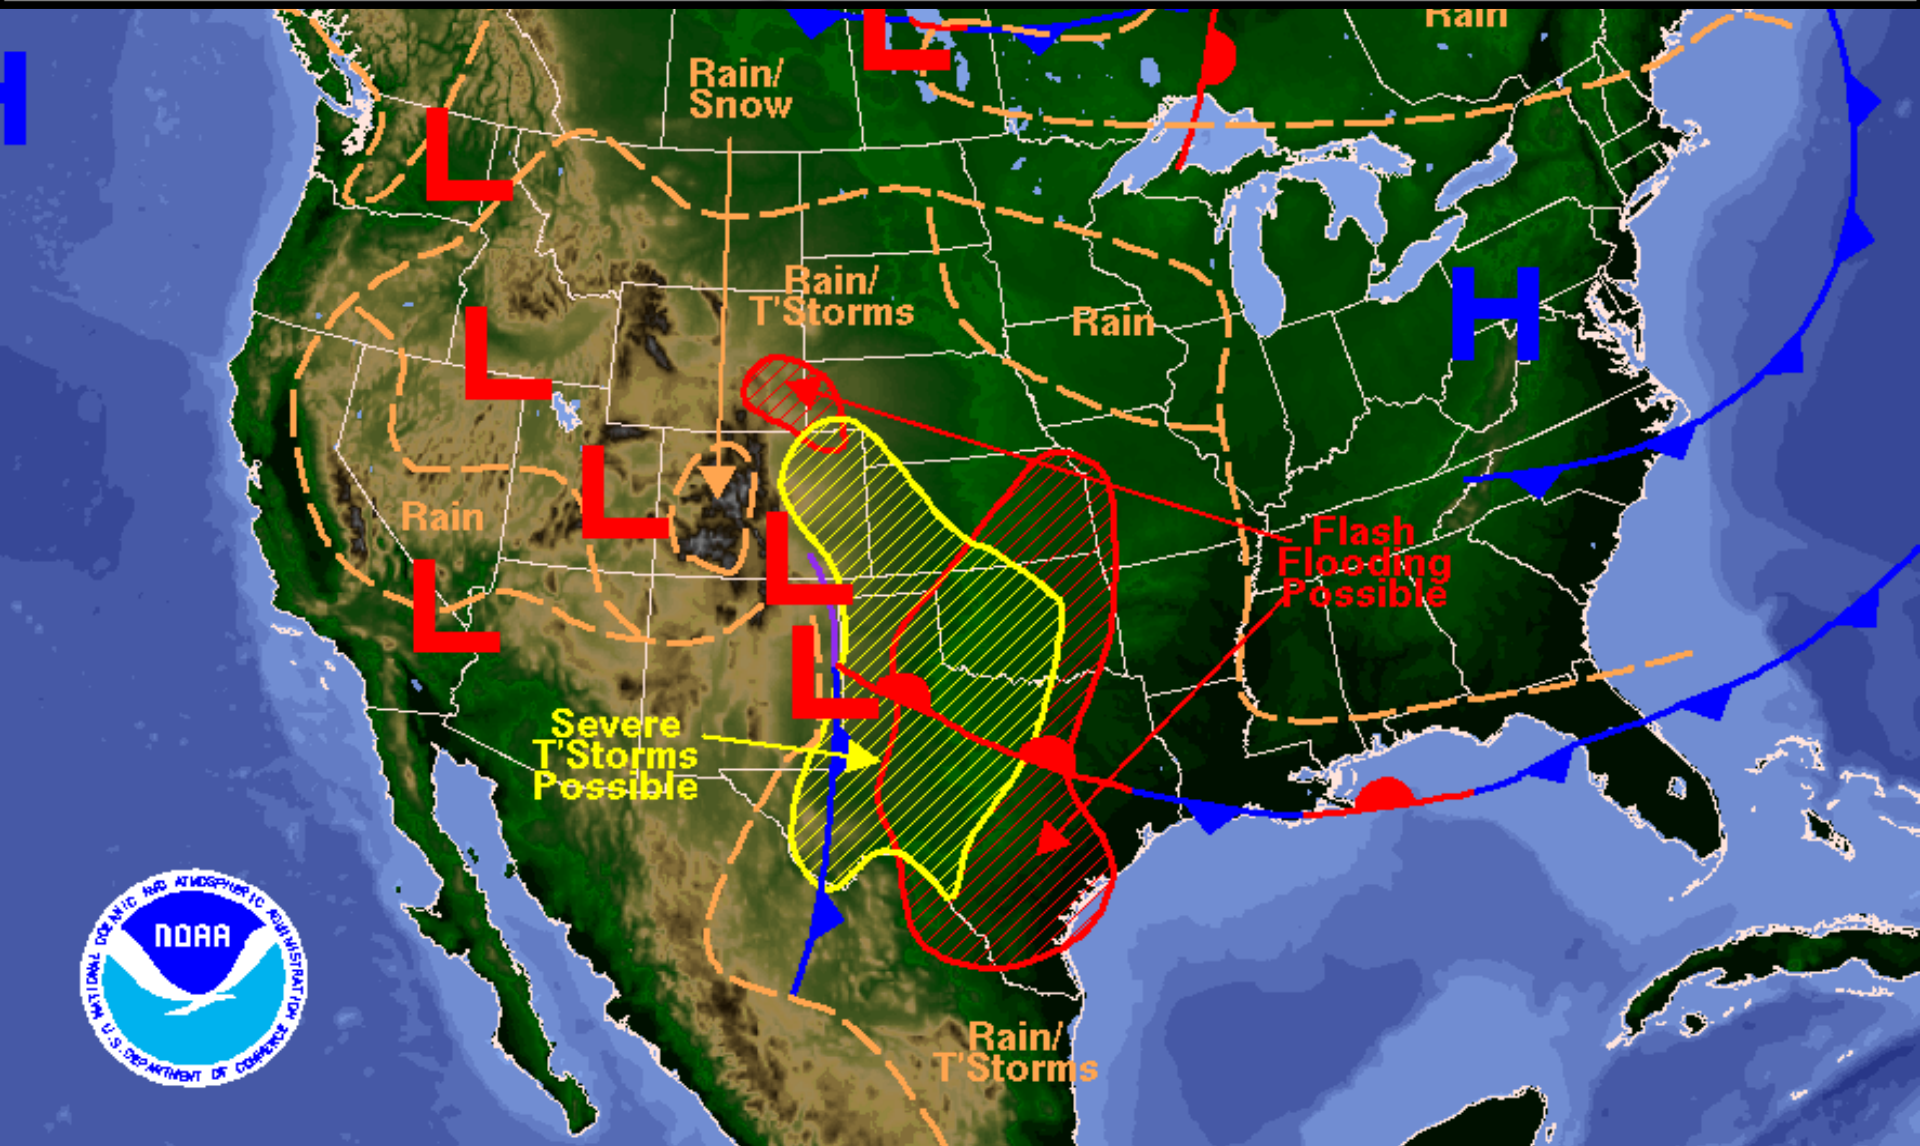 Rain
H
L
Rain/
Snow
L
Rain/
T'Storms
Rain
H
L
L
Rain
L
L
L
Flash
Flooding
Possible
Severe
T'Storms
Possible
NATIONAL OCEANIC AND ATMOSPHERIC ADMINISTRATION
NOAA
U.S. DEPARTMENT OF COMMERCE
Rain/
T'Storms